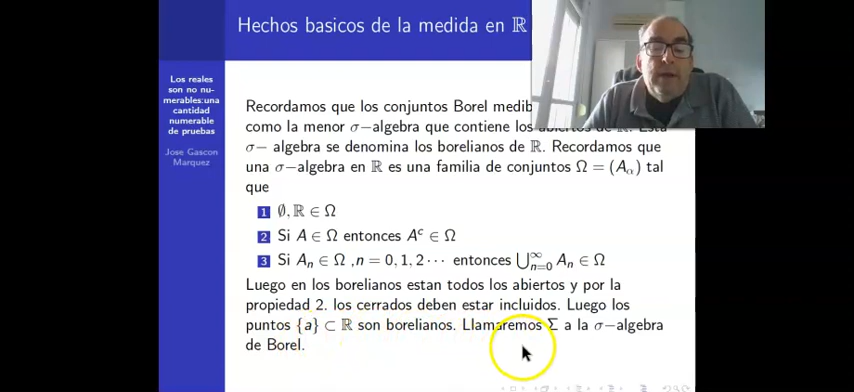 Hechos basicos de la medida en ℝ
Los reales
son no nu-
merables:una
cantidad
numerable
de pruebas
Jose Gascon
Marquez
Recordamos que los conjuntos Borel
como la menor σ−algebra que contiene los abiertos de ℝ. Esta
σ− algebra se denomina los borelianos de ℝ. Recordamos que
una σ−algebra en ℝ es una familia de conjuntos Ω = (A_α) tal
que
1 ∅, ℝ ∈ Ω
2 Si A ∈ Ω entonces A^c ∈ Ω
3 Si A_n ∈ Ω , n = 0, 1, 2 ⋯ entonces ⋃_{n=0}^∞ A_n ∈ Ω
Luego en los borelianos estan todos los abiertos y por la
propiedad 2. los cerrados deben estar incluidos. Luego los
puntos {a} ⊂ ℝ son borelianos. Llamaremos Σ a la σ−algebra
de Borel.